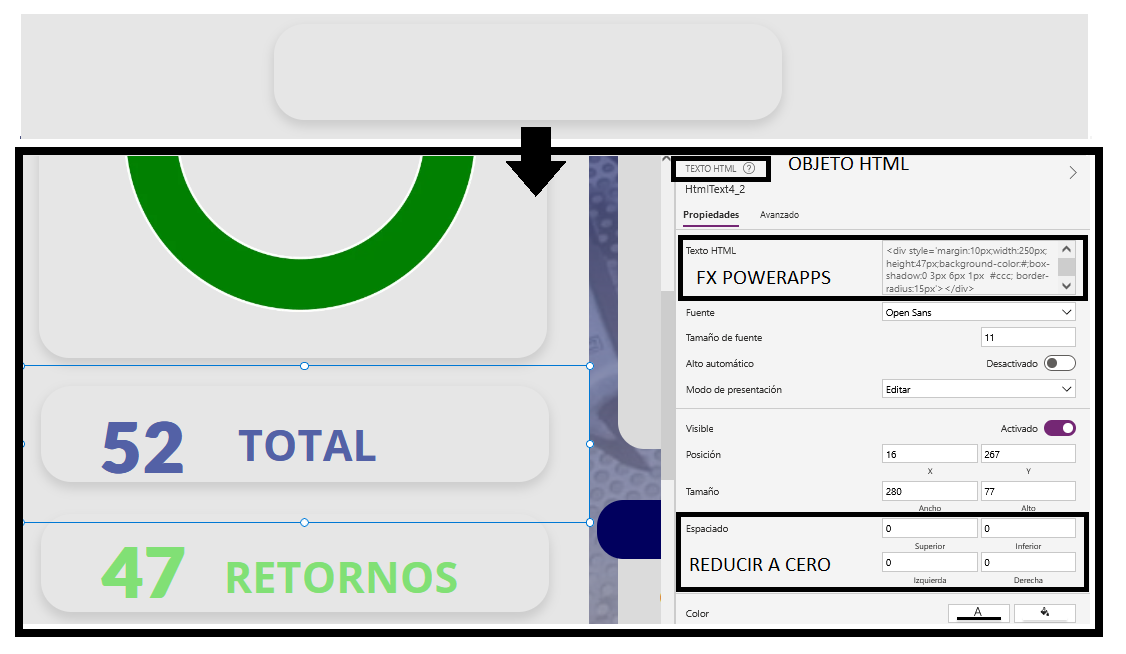 TEXTO HTML ?
OBJETO HTML
HtmlText4_2
Propiedades Avanzado
Texto HTML
FX POWERAPPS
<div style='margin:10px;width:250px;
height:47px;background-color:#;box-
shadow:0 3px 6px 1px #ccc; border-
radius:15px'></div>
Fuente Open Sans
Tamaño de fuente 11
Alto automático Desactivado
Modo de presentación Editar
Visible Activado
Posición 16 267
X Y
Tamaño 280 77
Ancho Alto
Espaciado 0 0
Superior Inferior
REDUCIR A CERO
0 0
Izquierda Derecha
Color A
52 TOTAL
47 RETORNOS